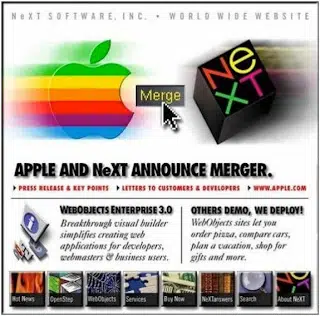 NeXT SOFTWARE, INC. • WORLD WIDE WEBSITE
Merge
NeXT
APPLE AND NeXT ANNOUNCE MERGER.
PRESS RELEASE & KEY POINTS LETTERS TO CUSTOMERS & DEVELOPERS WWW.APPLE.COM
WEBOBJECTS ENTERPRISE 3.0
Breakthrough visual builder
simplifies creating web
applications for developers,
webmasters & business users.
OTHERS DEMO, WE DEPLOY!
WebObjects sites let you
order pizza, compare cars,
plan a vacation, shop for
gifts and more.
Hot News OpenStep WebObjects Services Buy Now NeXTanswers Search About NeXT